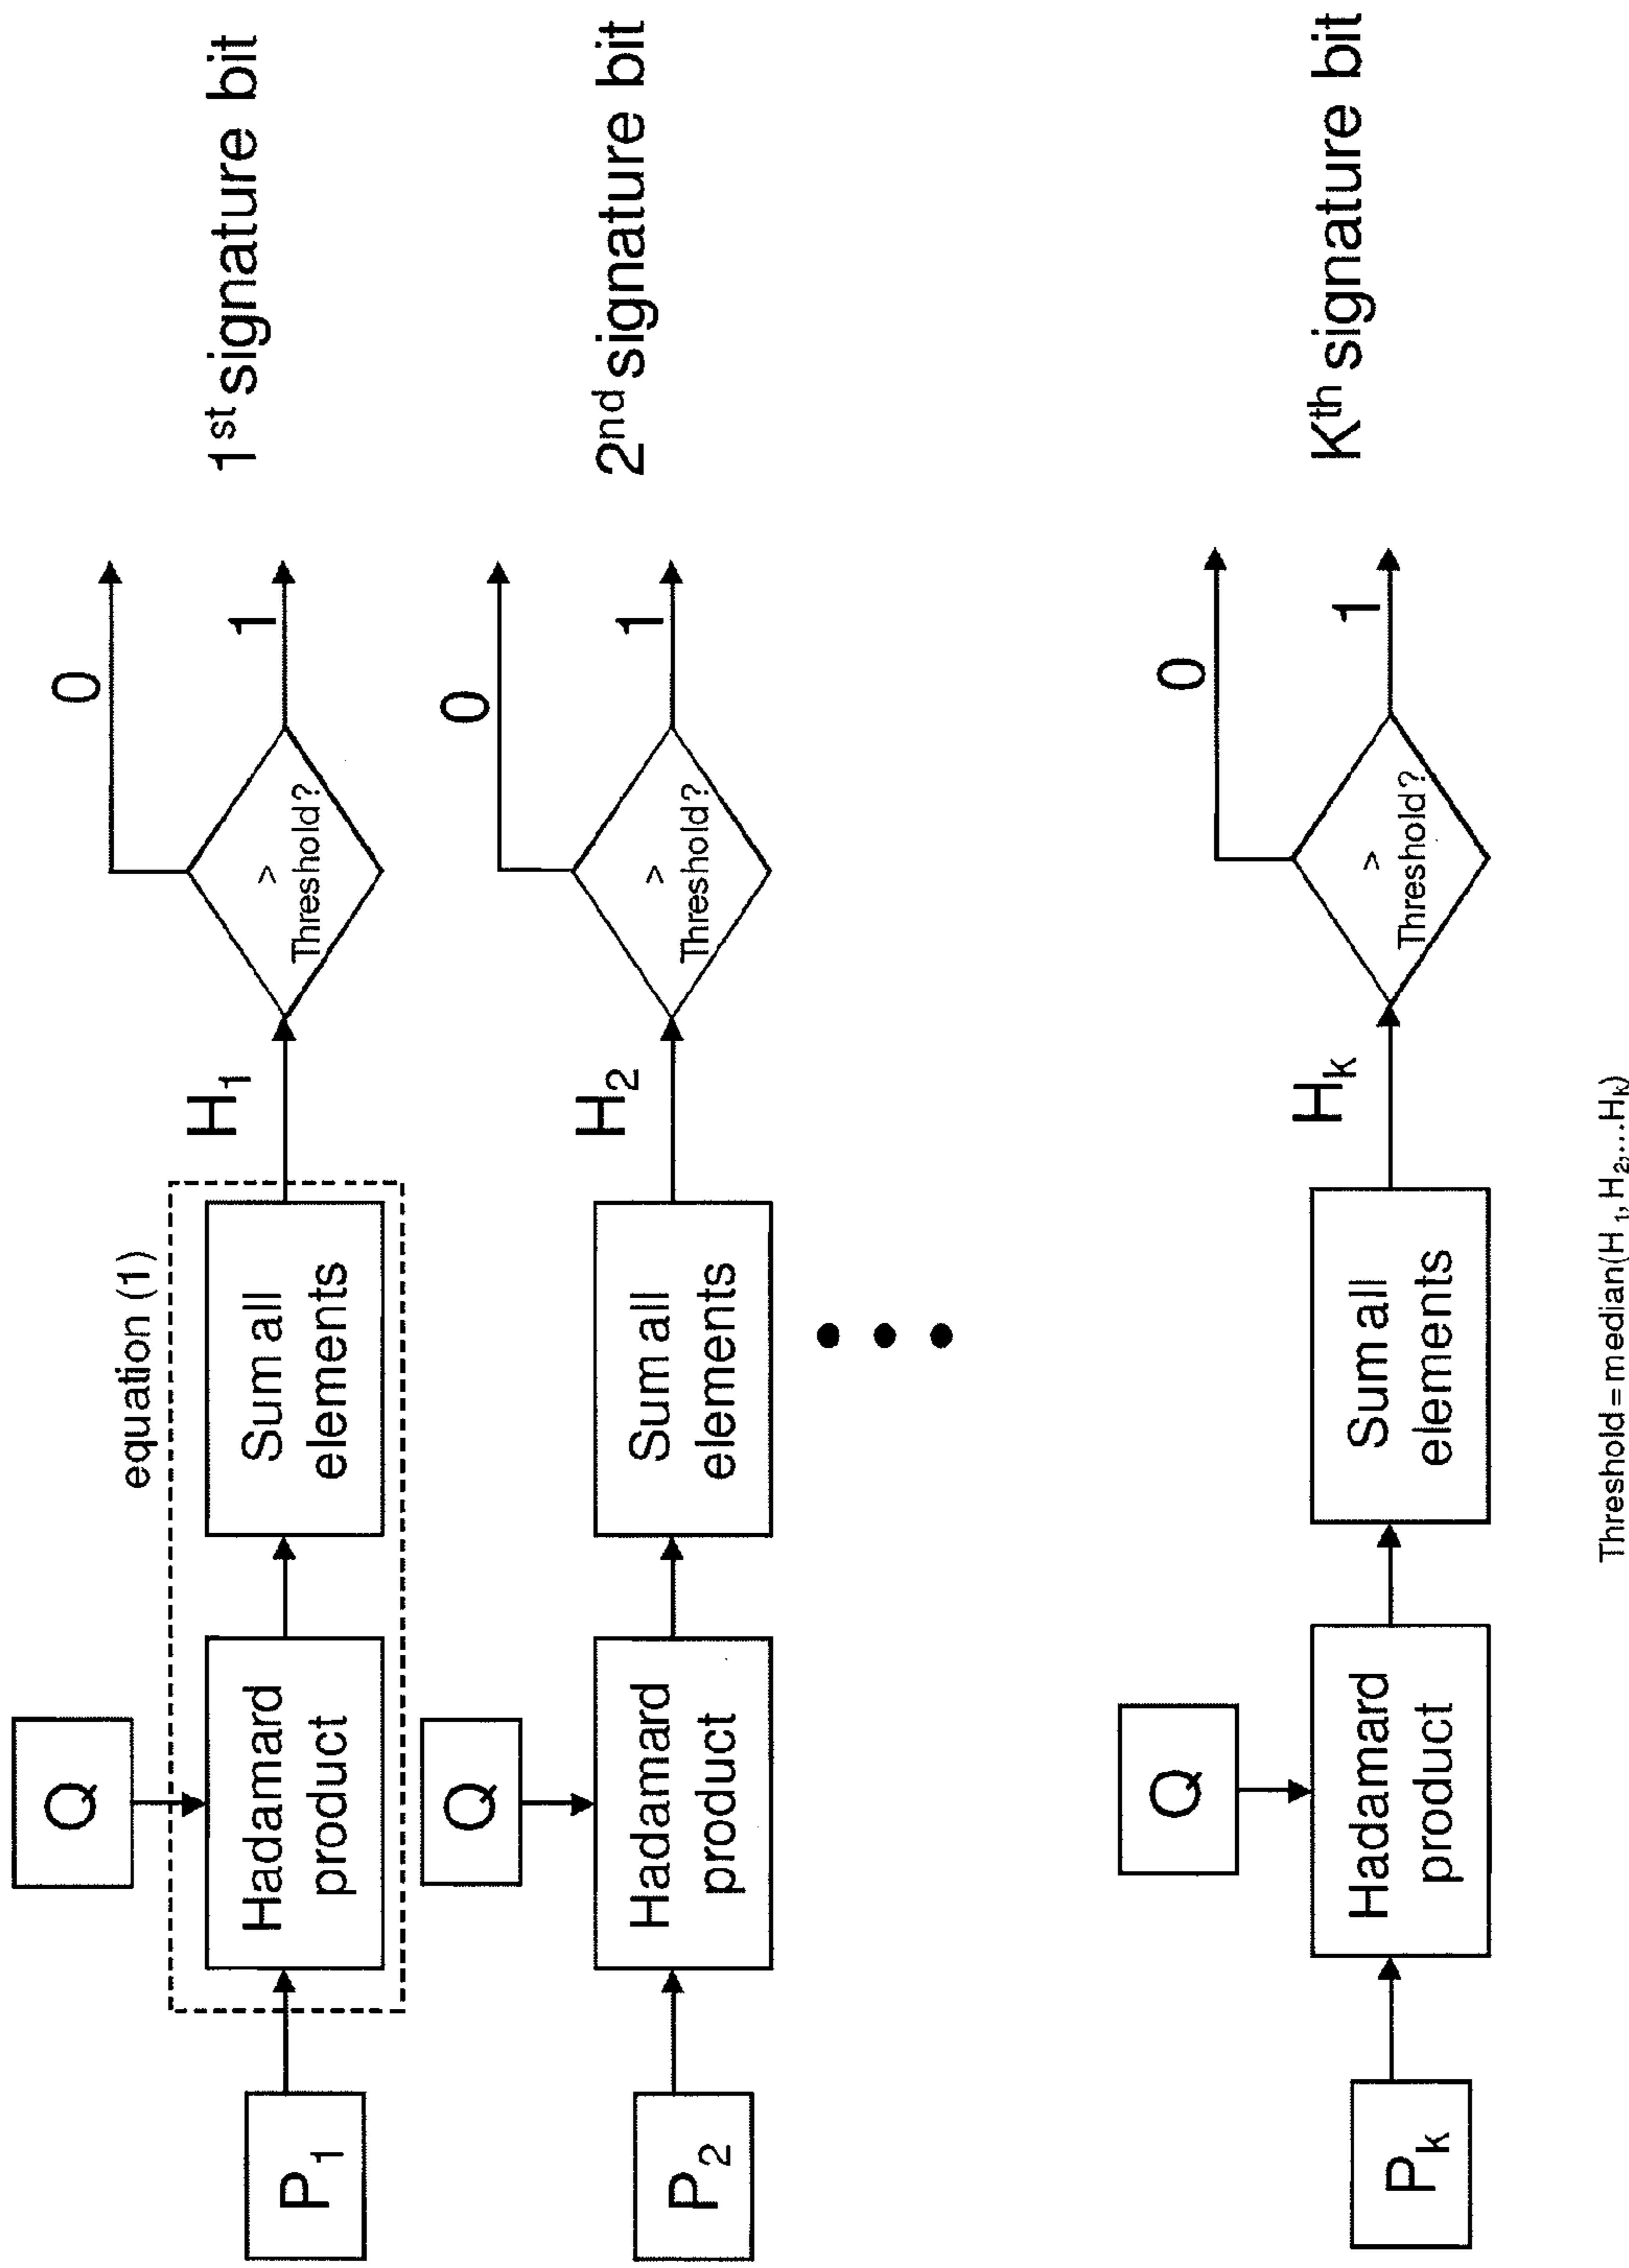 equation (1)
Q
P1
Hadamard
product
Sum all
elements
H1
>
Threshold?
0
1
1st signature bit
Q
P2
Hadamard
product
Sum all
elements
H2
>
Threshold?
0
1
2nd signature bit
Q
Pk
Hadamard
product
Sum all
elements
Hk
>
Threshold?
0
1
Kth signature bit
Threshold = median(H1, H2,...Hk)